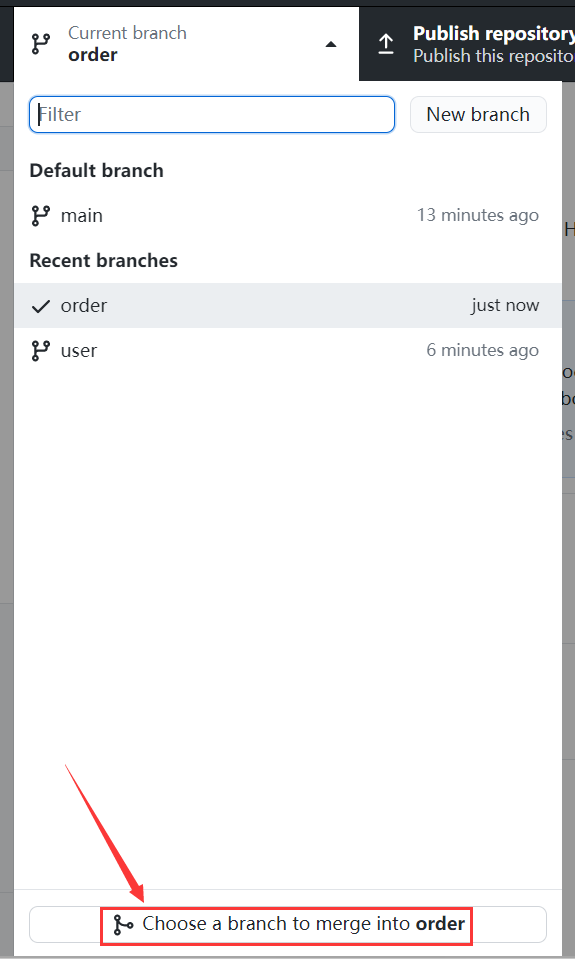 Current branch
order
Publish repository
Publish this reposito
Filter
New branch
Default branch
main
13 minutes ago
Recent branches
order
just now
user
6 minutes ago
Choose a branch to merge into order